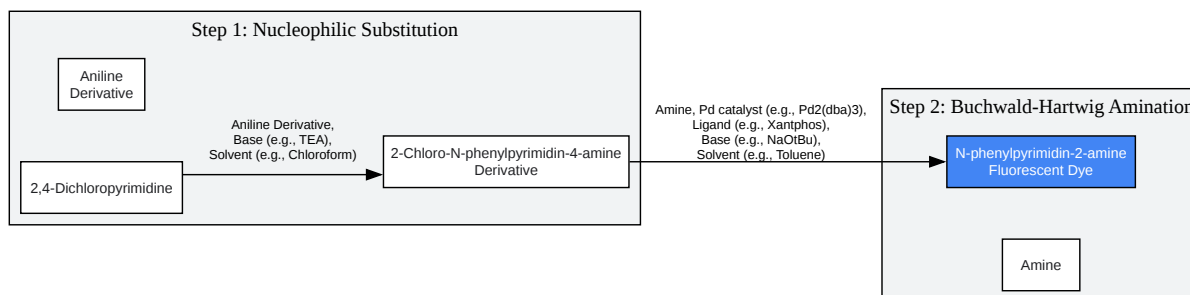 Step 1: Nucleophilic Substitution
Aniline
Derivative
2,4-Dichloropyrimidine
Aniline Derivative,
Base (e.g., TEA),
Solvent (e.g., Chloroform)
2-Chloro-N-phenylpyrimidin-4-amine
Derivative
Amine, Pd catalyst (e.g., Pd2(dba)3),
Ligand (e.g., Xantphos),
Base (e.g., NaOtBu),
Solvent (e.g., Toluene)
Step 2: Buchwald-Hartwig Amination
N-phenylpyrimidin-2-amine
Fluorescent Dye
Amine